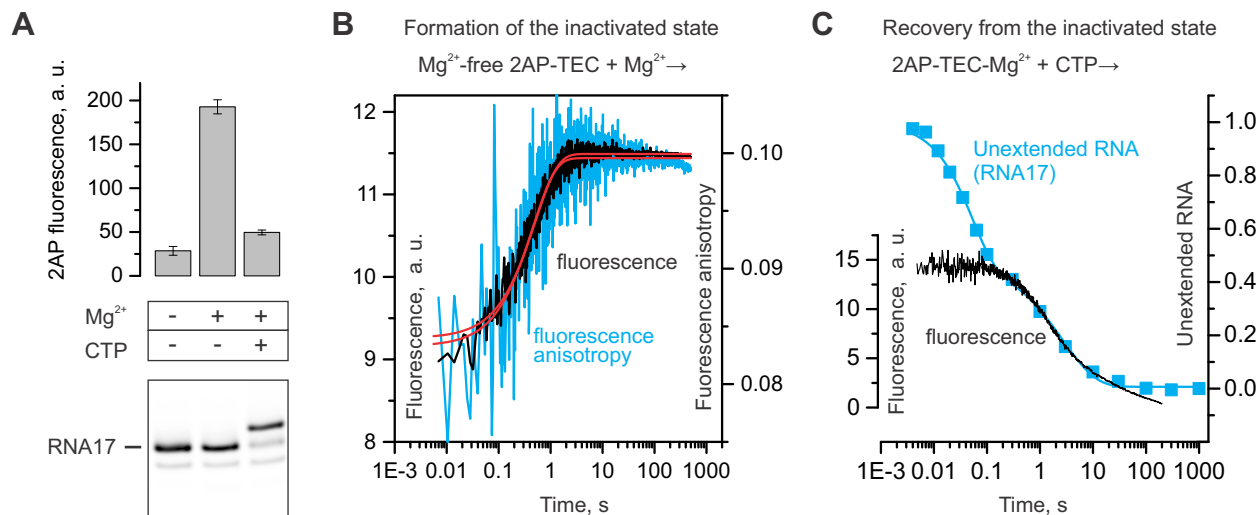 A
2AP fluorescence, a. u.
200
150
100
50
0
Mg²⁺ - + +
CTP - - +
RNA17
B
Formation of the inactivated state
Mg²⁺-free 2AP-TEC + Mg²⁺→
12
11
10
9
8
Fluorescence, a. u.
0.10
0.09
0.08
Fuorescence anisotropy
fluorescence
fluorescence
anisotropy
1E-3 0.01 0.1 1 10 100 1000
Time, s
C
Recovery from the inactivated state
2AP-TEC-Mg²⁺ + CTP→
Unextended RNA
(RNA17)
15
10
5
0
Fluorescence, a. u.
fluorescence
1.0
0.8
0.6
0.4
0.2
0.0
Unextended RNA
1E-3 0.01 0.1 1 10 100 1000
Time, s